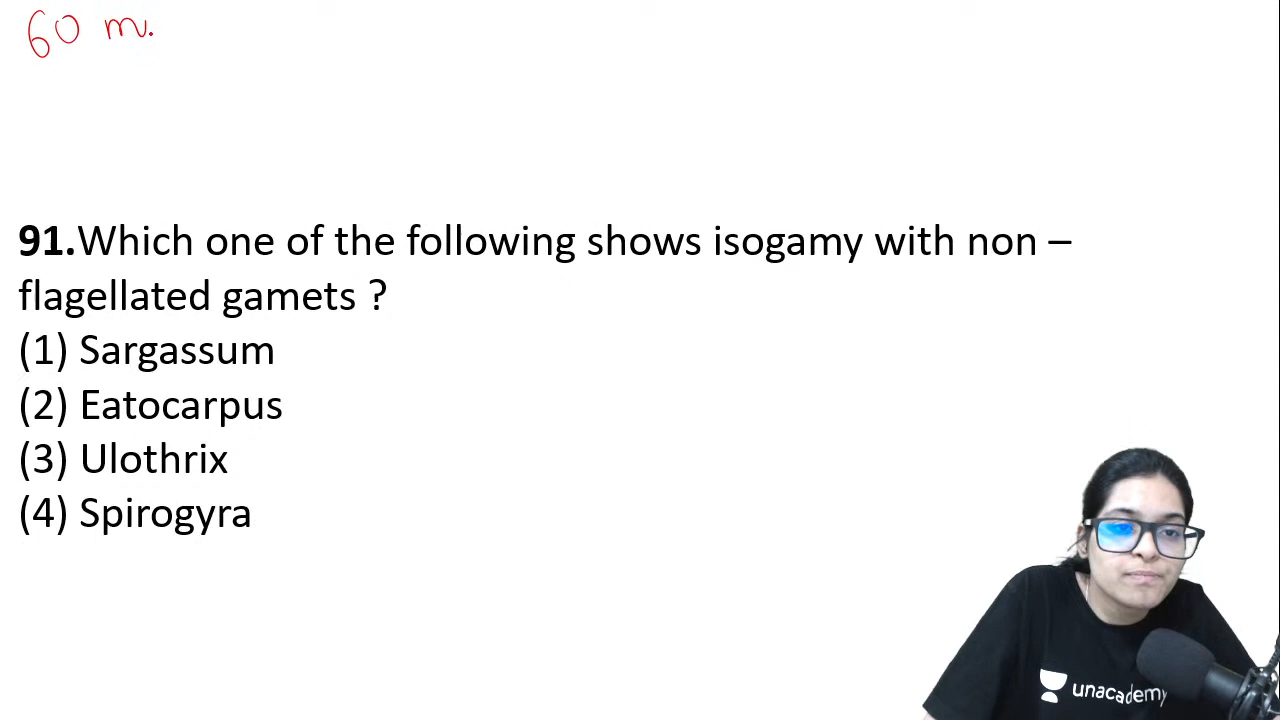 60 m.
91.Which one of the following shows isogamy with non –
flagellated gamets ?
(1) Sargassum
(2) Eatocarpus
(3) Ulothrix
(4) Spirogyra
unacademy